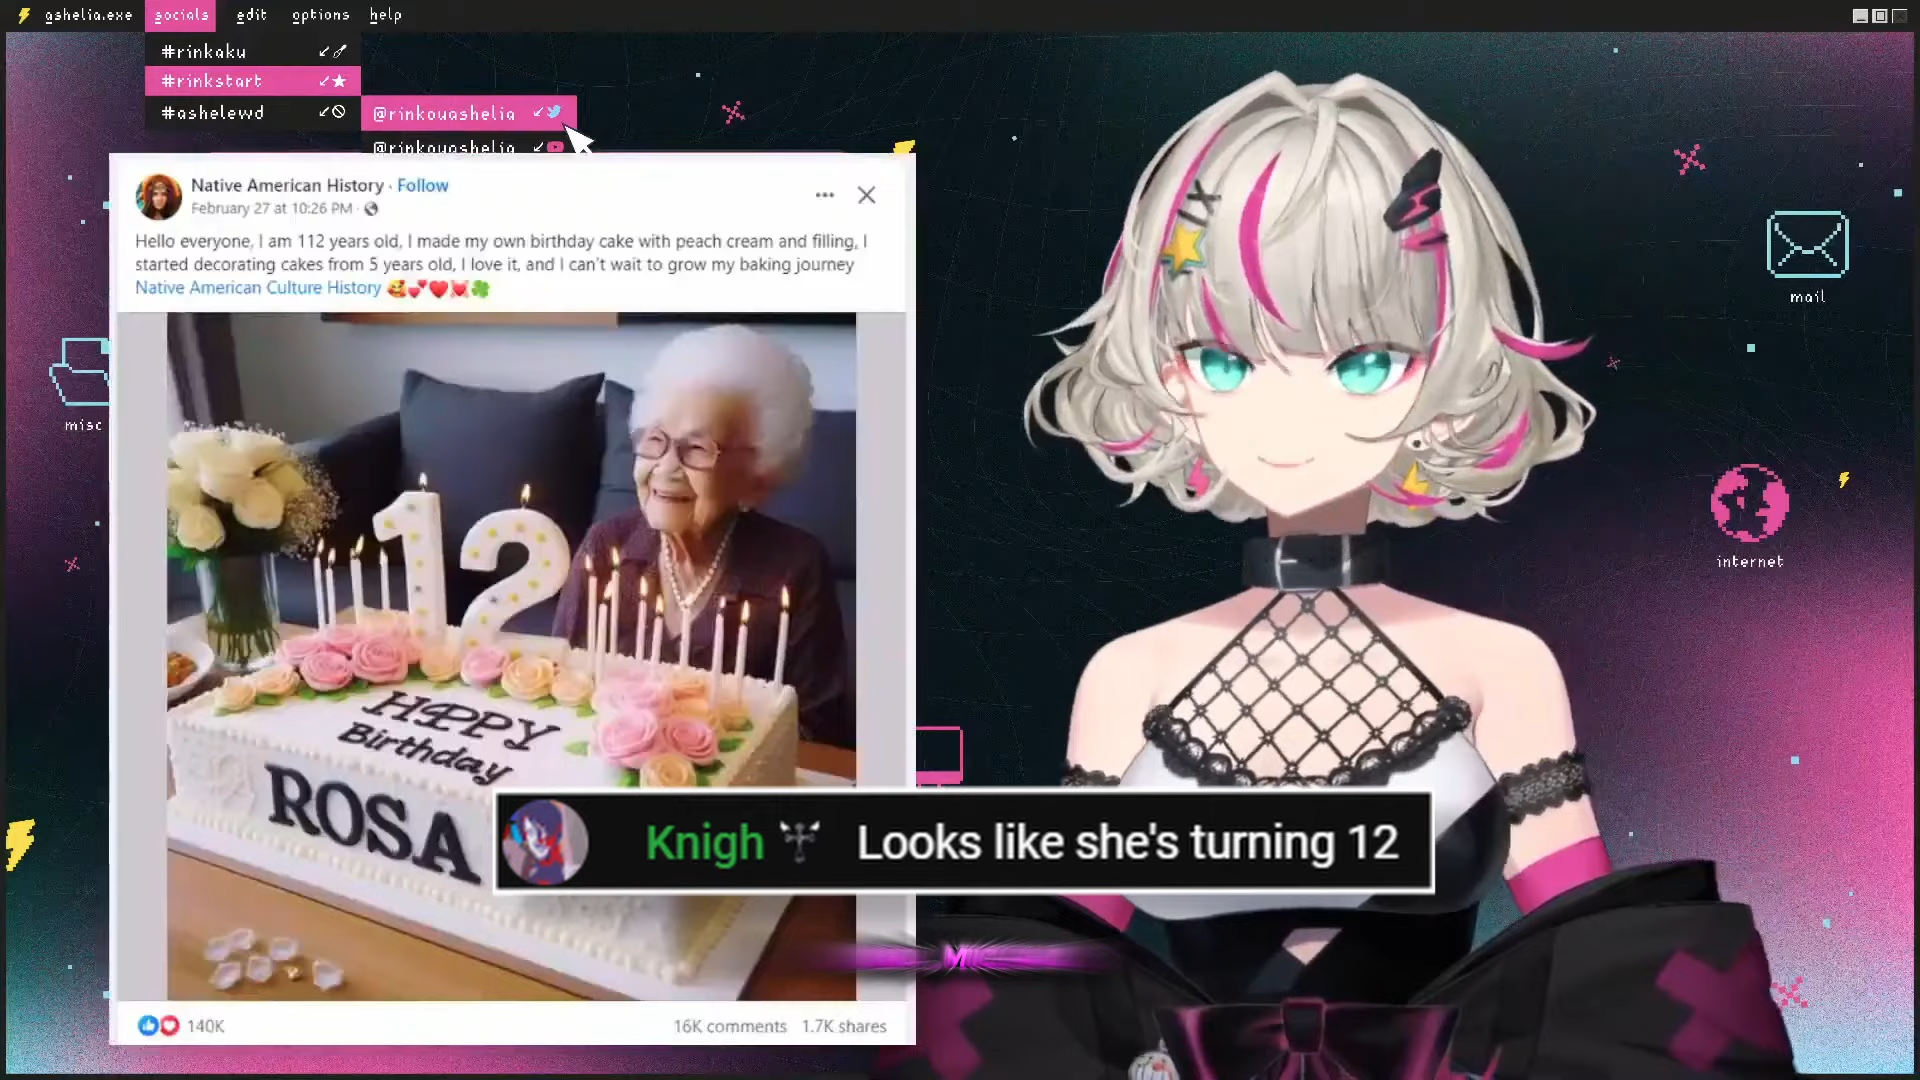 ashelia.exe socials edit options help
#rinkaku
#rinkstart
#ashelewd
@rinkouashelia
@rinkouashelia
Native American History · Follow
February 27 at 10:26 PM ·
Hello everyone, I am 112 years old, I made my own birthday cake with peach cream and filling, I
started decorating cakes from 5 years old, I love it, and I can't wait to grow my baking journey
Native American Culture History
mail
misc
internet
12
HAPPY
Birthday
ROSA
Knigh Looks like she's turning 12
140K 16K comments 1.7K shares